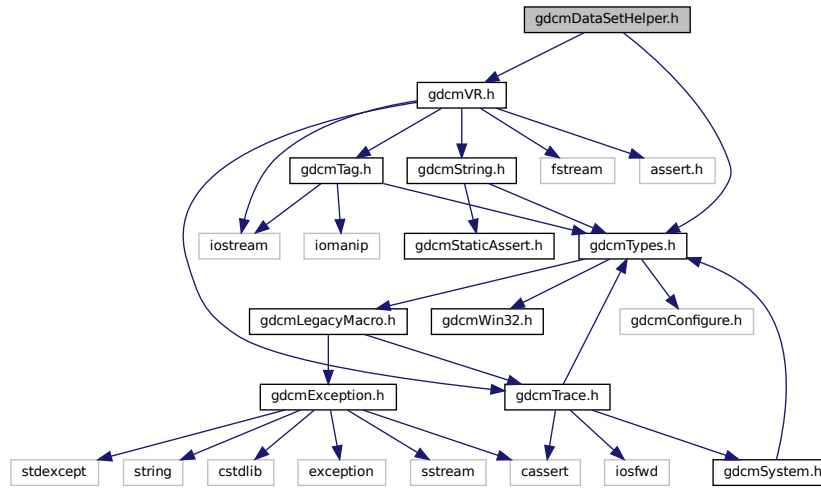 gdcmDataSetHelper.h
gdcmVR.h
gdcmTag.h
gdcmString.h
fstream
assert.h
iostream
iomanip
gdcmStaticAssert.h
gdcmTypes.h
gdcmLegacyMacro.h
gdcmWin32.h
gdcmConfigure.h
gdcmException.h
gdcmTrace.h
stdexcept
string
cstdlib
exception
sstream
cassert
iosfwd
gdcmSystem.h